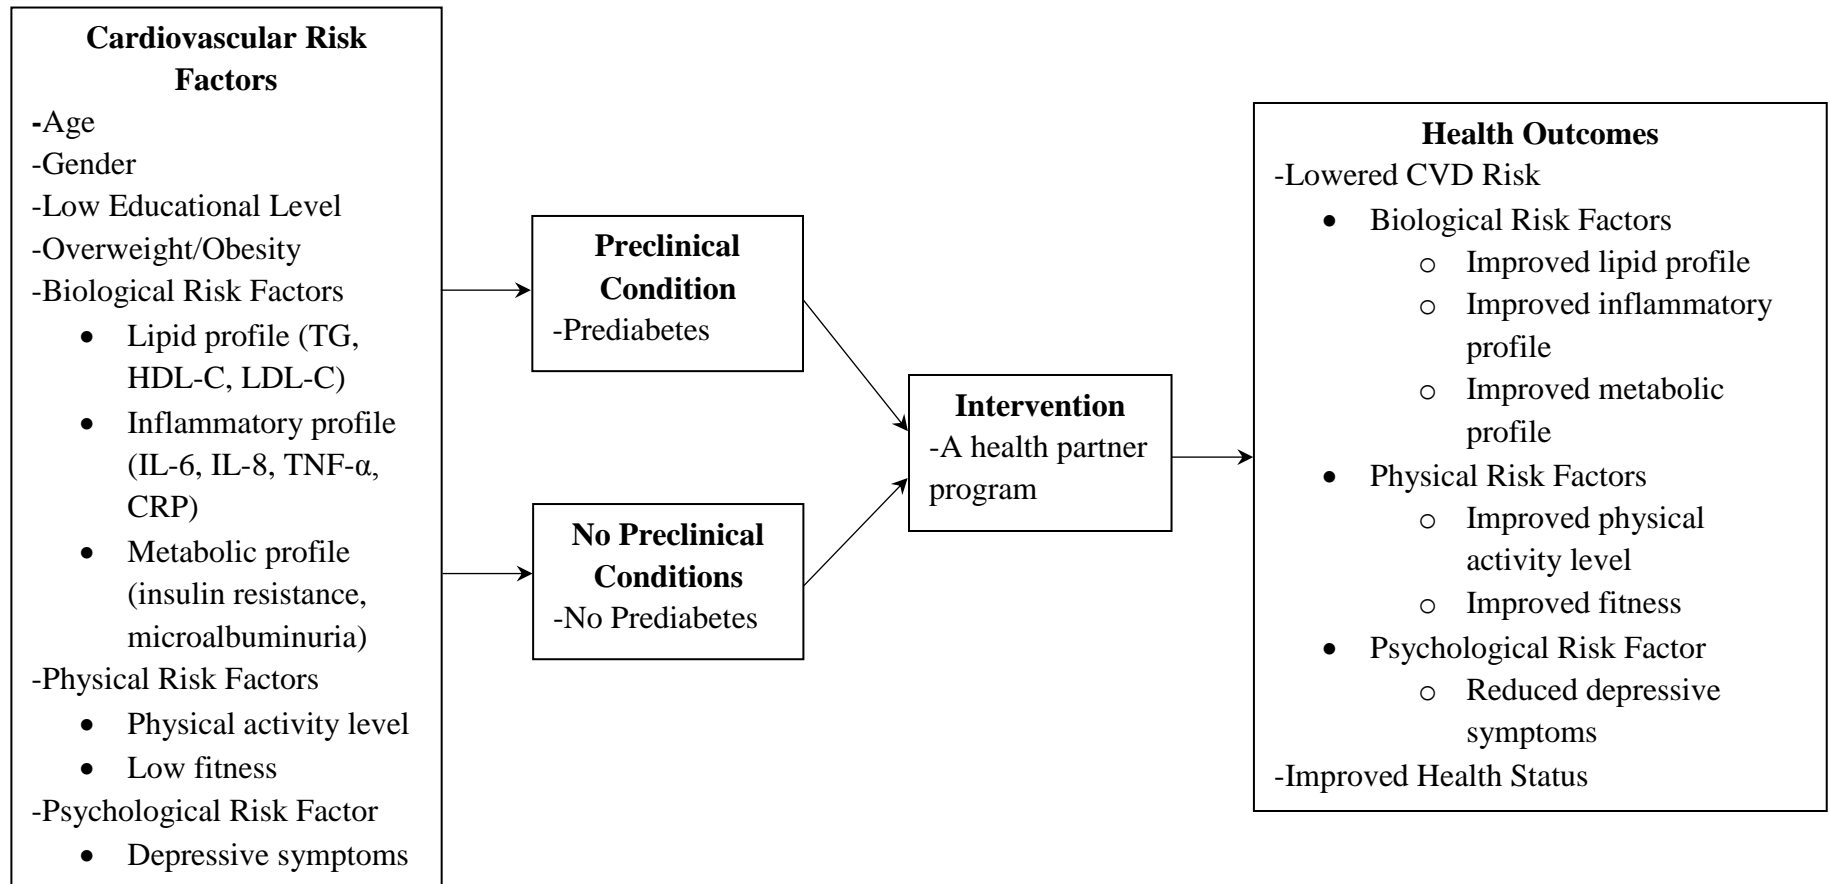 Cardiovascular Risk
Factors
-Age
-Gender
-Low Educational Level
-Overweight/Obesity
-Biological Risk Factors
• Lipid profile (TG,
HDL-C, LDL-C)
• Inflammatory profile
(IL-6, IL-8, TNF-α,
CRP)
• Metabolic profile
(insulin resistance,
microalbuminuria)
-Physical Risk Factors
• Physical activity level
• Low fitness
-Psychological Risk Factor
• Depressive symptoms
Preclinical
Condition
-Prediabetes
No Preclinical
Conditions
-No Prediabetes
Intervention
-A health partner
program
Health Outcomes
-Lowered CVD Risk
• Biological Risk Factors
o Improved lipid profile
o Improved inflammatory
profile
o Improved metabolic
profile
• Physical Risk Factors
o Improved physical
activity level
o Improved fitness
• Psychological Risk Factor
o Reduced depressive
symptoms
-Improved Health Status